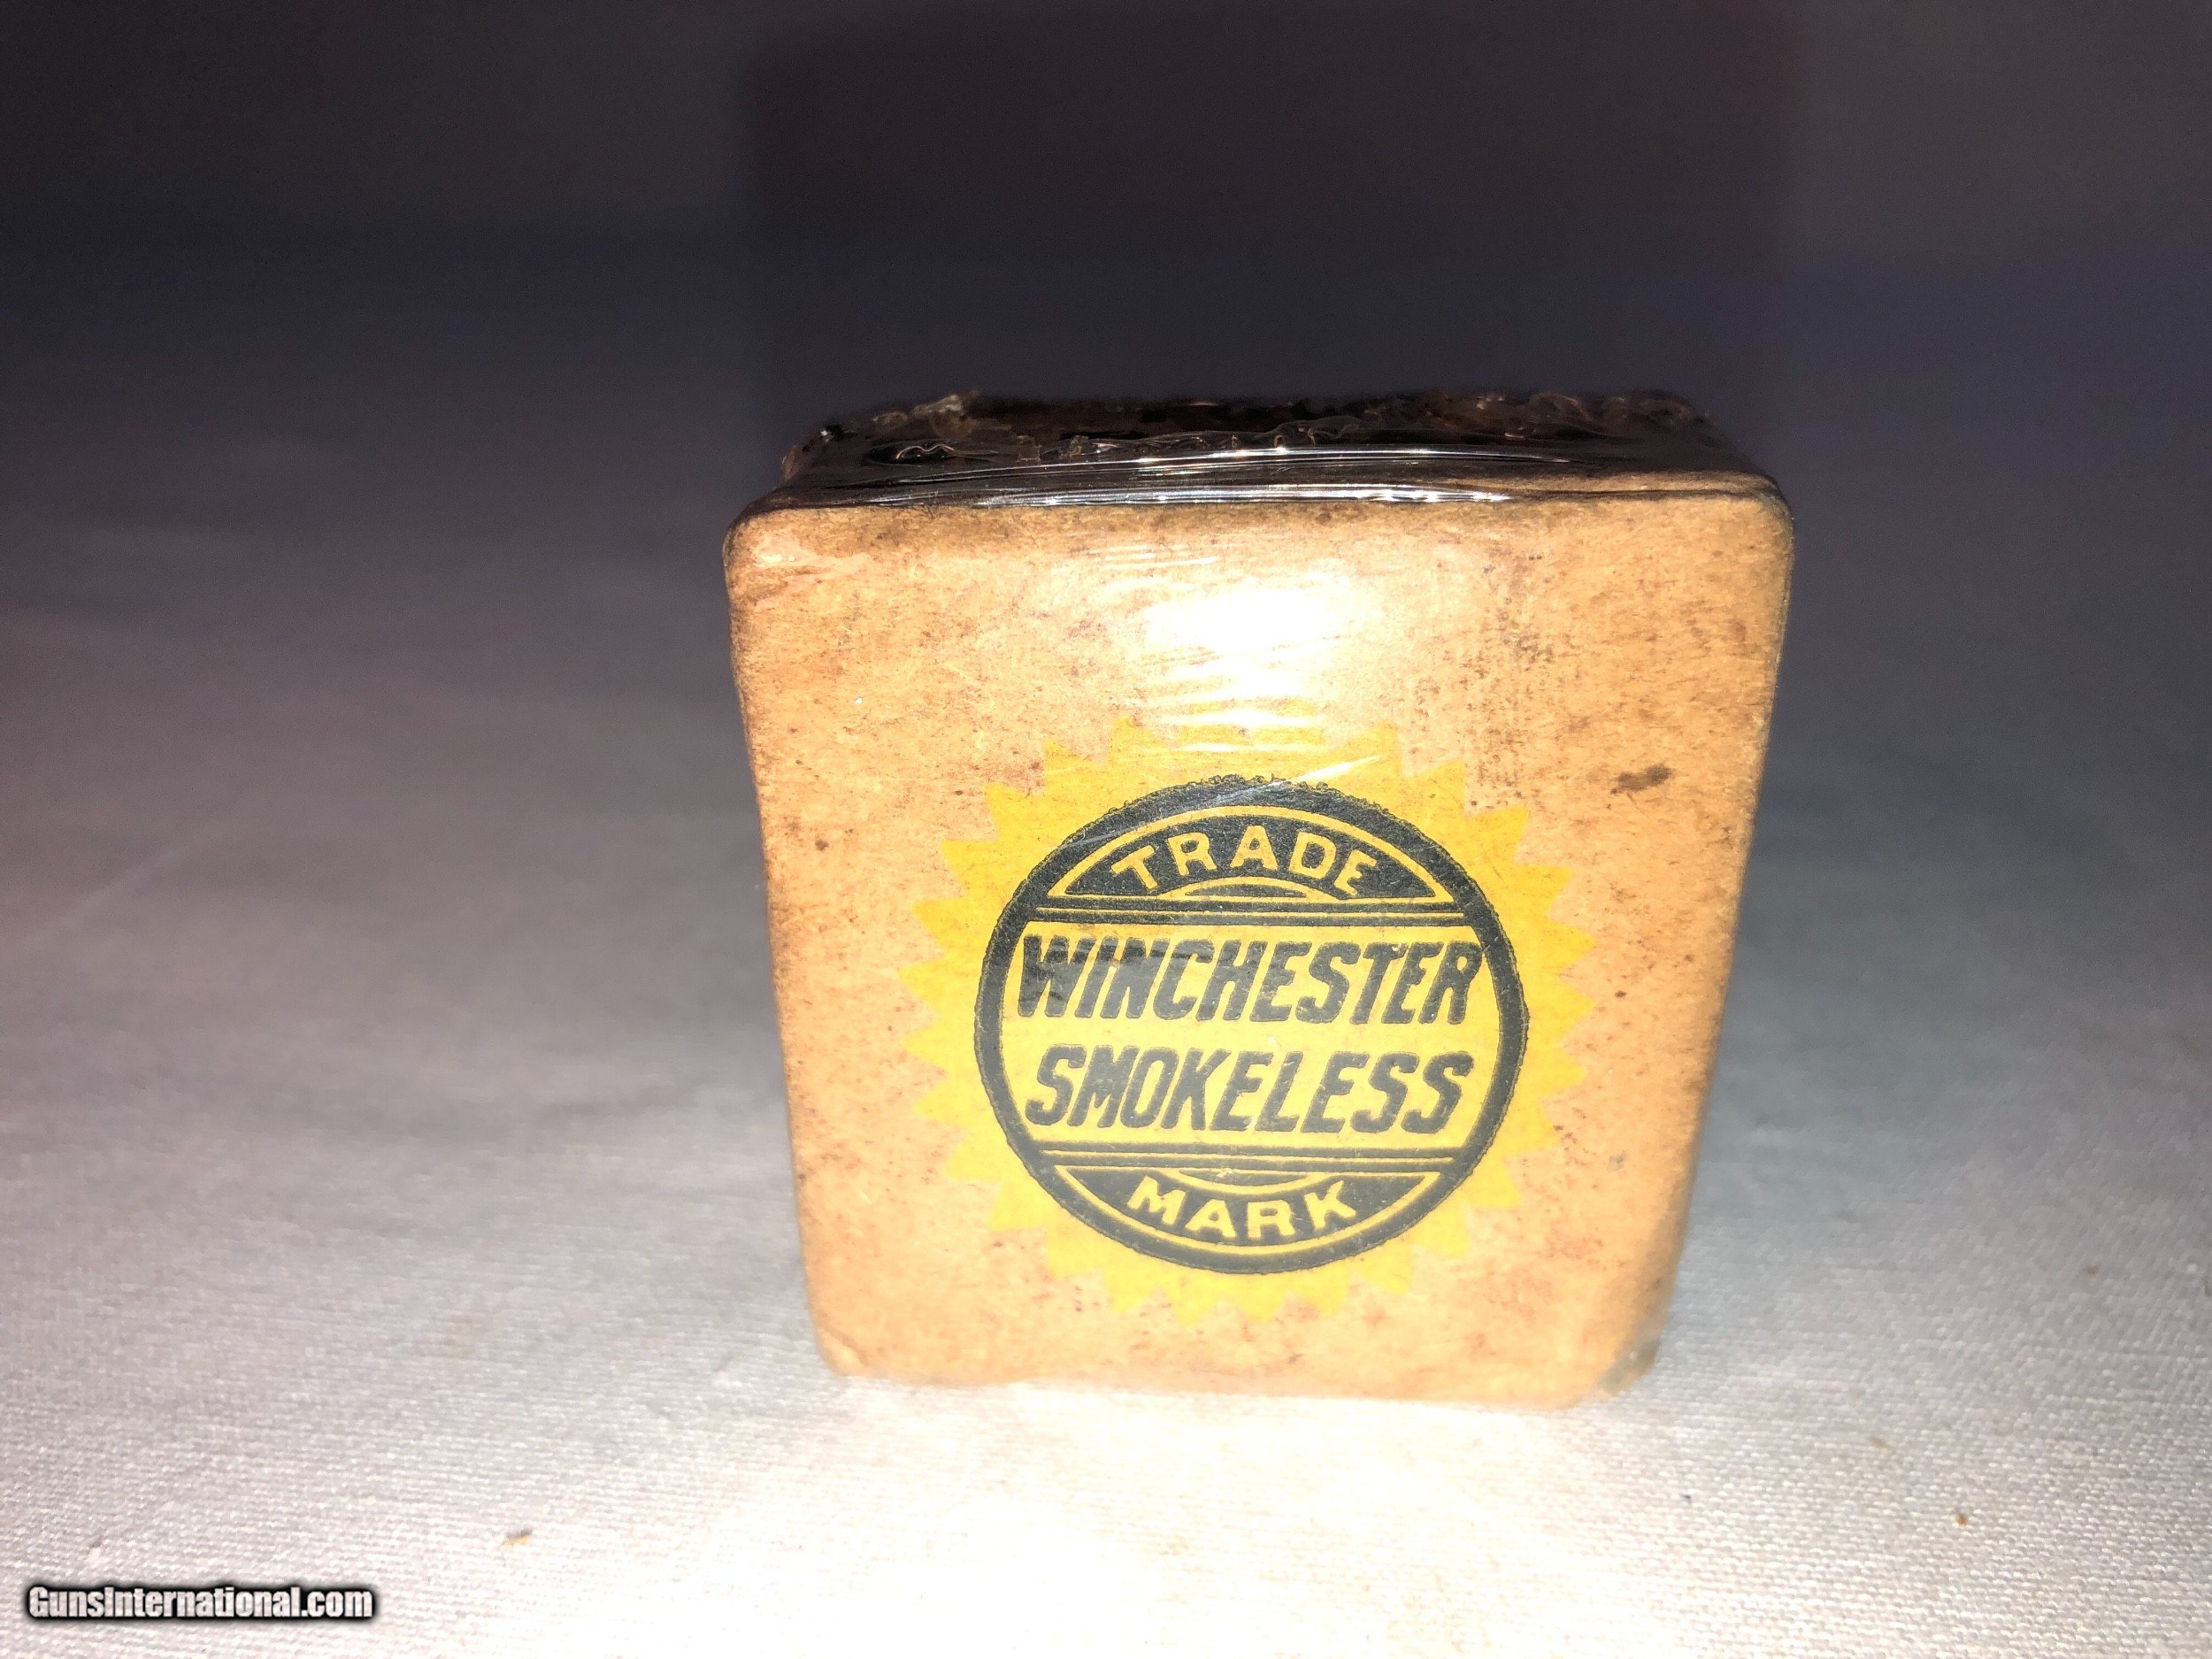 TRADE
WINCHESTER
SMOKELESS
MARK
GunsInternational.com